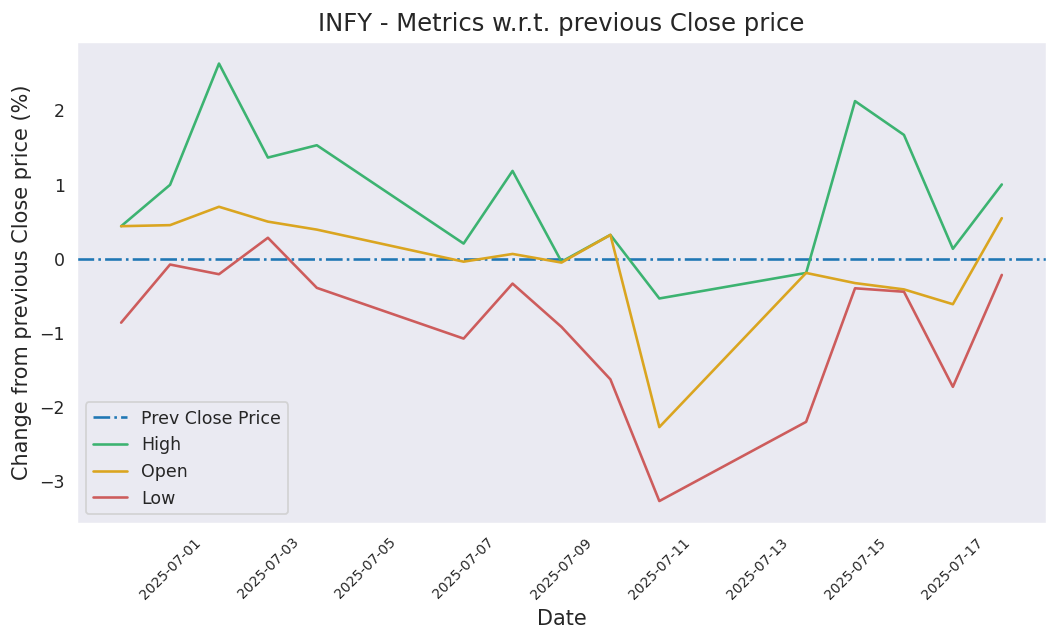 INFY - Metrics w.r.t. previous Close price
Change from previous Close price (%)
2
1
0
−1
−2
−3
Prev Close Price
High
Open
Low
2025-07-01
2025-07-03
2025-07-05
2025-07-07
2025-07-09
2025-07-11
2025-07-13
2025-07-15
2025-07-17
Date